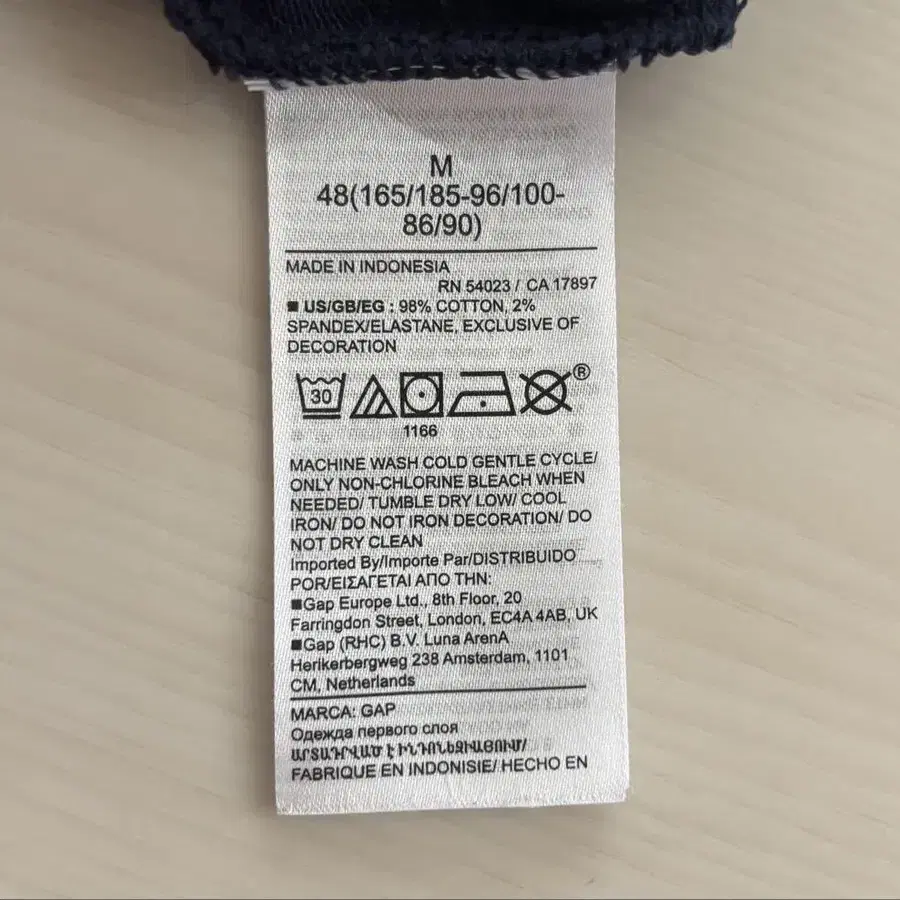 M
48(165/185-96/100-
86/90)
MADE IN INDONESIA
RN 54023 / CA 17897
■ US/GB/EG : 98% COTTON, 2%
SPANDEX/ELASTANE, EXCLUSIVE OF
DECORATION
30
®
1166
MACHINE WASH COLD GENTLE CYCLE/
ONLY NON-CHLORINE BLEACH WHEN
NEEDED/ TUMBLE DRY LOW/ COOL
IRON/ DO NOT IRON DECORATION/ DO
NOT DRY CLEAN
Imported By/Importe Par/DISTRIBUIDO
POR/ΕΙΣΑΓΕΤΑΙ ΑΠΟ ΤΗΝ:
■Gap Europe Ltd., 8th Floor, 20
Farringdon Street, London, EC4A 4AB, UK
■Gap (RHC) B.V. Luna ArenA
Herikerbergweg 238 Amsterdam, 1101
CM, Netherlands
MARCA: GAP
Одежда первого слоя
ԱՐՏԱԴՐՎԱԾ Է ԻՆԴՈՆԵԶԻԱՅՈՒՄ/
FABRIQUE EN INDONISIE/ HECHO EN